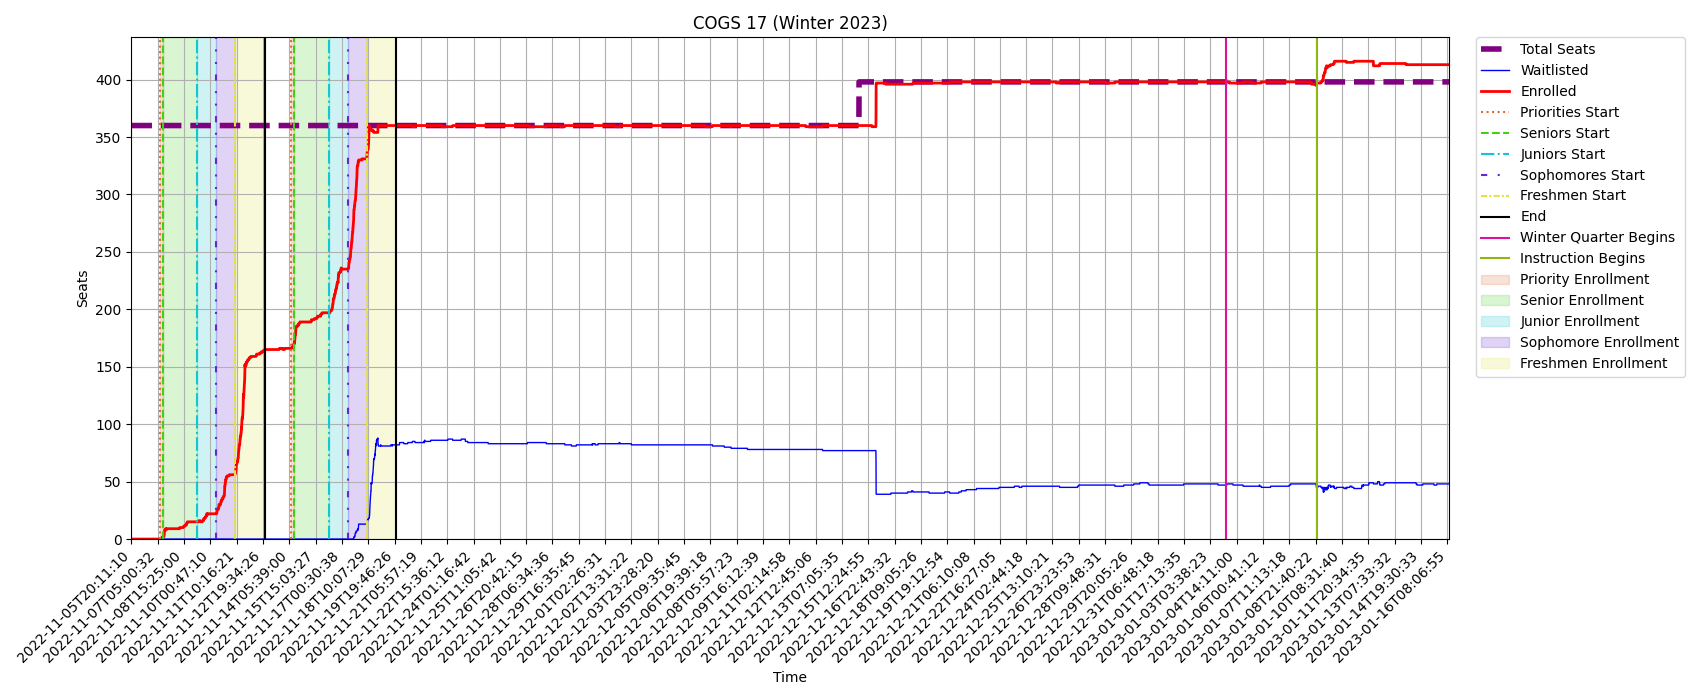 COGS 17 (Winter 2023)
Seats
400
350
300
250
200
150
100
50
0
2022-11-05T20:11:10
2022-11-07T05:00:32
2022-11-08T15:25:00
2022-11-10T00:47:10
2022-11-11T10:16:21
2022-11-12T19:34:26
2022-11-14T05:39:00
2022-11-15T15:03:27
2022-11-17T00:30:38
2022-11-18T10:07:29
2022-11-19T19:46:26
2022-11-21T05:57:19
2022-11-22T15:36:12
2022-11-24T01:16:42
2022-11-25T11:05:42
2022-11-26T20:42:15
2022-11-28T06:34:36
2022-11-29T16:35:45
2022-12-01T02:26:31
2022-12-02T13:31:22
2022-12-03T23:28:20
2022-12-05T09:35:45
2022-12-06T19:39:18
2022-12-08T05:57:23
2022-12-09T16:12:39
2022-12-11T02:14:58
2022-12-12T12:45:06
2022-12-13T07:05:35
2022-12-15T12:24:55
2022-12-16T22:43:32
2022-12-18T09:05:26
2022-12-19T19:12:54
2022-12-21T06:10:08
2022-12-22T16:27:05
2022-12-24T02:44:18
2022-12-25T13:10:21
2022-12-26T23:23:53
2022-12-28T09:48:31
2022-12-29T20:05:26
2022-12-31T06:48:18
2023-01-01T17:13:35
2023-01-03T03:38:23
2023-01-04T14:11:00
2023-01-06T00:41:12
2023-01-07T11:13:18
2023-01-08T21:40:22
2023-01-10T08:31:40
2023-01-11T20:34:35
2023-01-13T07:33:32
2023-01-14T19:30:33
2023-01-16T08:06:55
Time
Total Seats
Waitlisted
Enrolled
Priorities Start
Seniors Start
Juniors Start
Sophomores Start
Freshmen Start
End
Winter Quarter Begins
Instruction Begins
Priority Enrollment
Senior Enrollment
Junior Enrollment
Sophomore Enrollment
Freshmen Enrollment